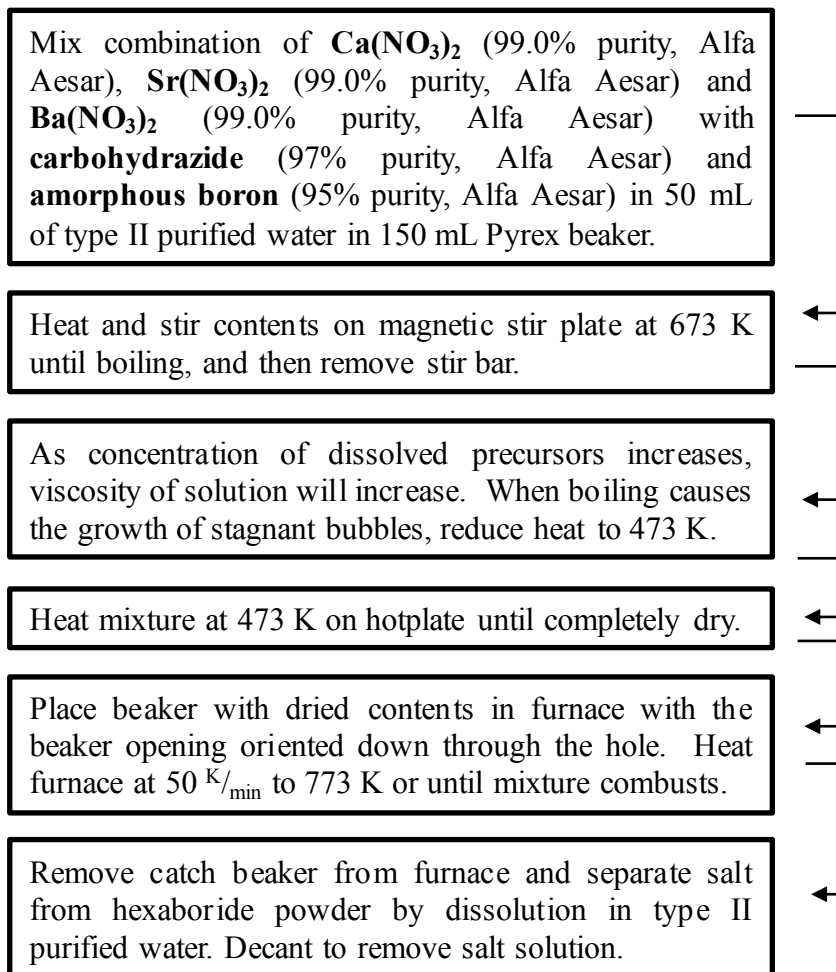 Mix combination of Ca(NO₃)₂ (99.0% purity, Alfa
Aesar), Sr(NO₃)₂ (99.0% purity, Alfa Aesar) and
Ba(NO₃)₂ (99.0% purity, Alfa Aesar) with
carbohydrazide (97% purity, Alfa Aesar) and
amorphous boron (95% purity, Alfa Aesar) in 50 mL
of type II purified water in 150 mL Pyrex beaker.
Heat and stir contents on magnetic stir plate at 673 K
until boiling, and then remove stir bar.
As concentration of dissolved precursors increases,
viscosity of solution will increase. When boiling causes
the growth of stagnant bubbles, reduce heat to 473 K.
Heat mixture at 473 K on hotplate until completely dry.
Place beaker with dried contents in furnace with the
beaker opening oriented down through the hole. Heat
furnace at 50 K/min to 773 K or until mixture combusts.
Remove catch beaker from furnace and separate salt
from hexaboride powder by dissolution in type II
purified water. Decant to remove salt solution.